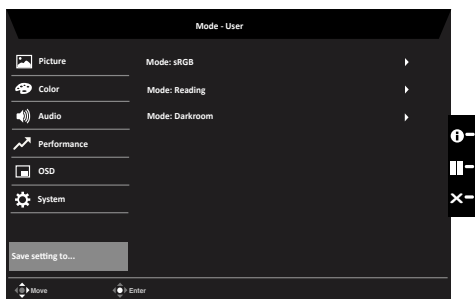 Mode - User
Picture
Mode: sRGB
Color
Mode: Reading
Audio
Mode: Darkroom
Performance
OSD
System
Save setting to...
Move
Enter